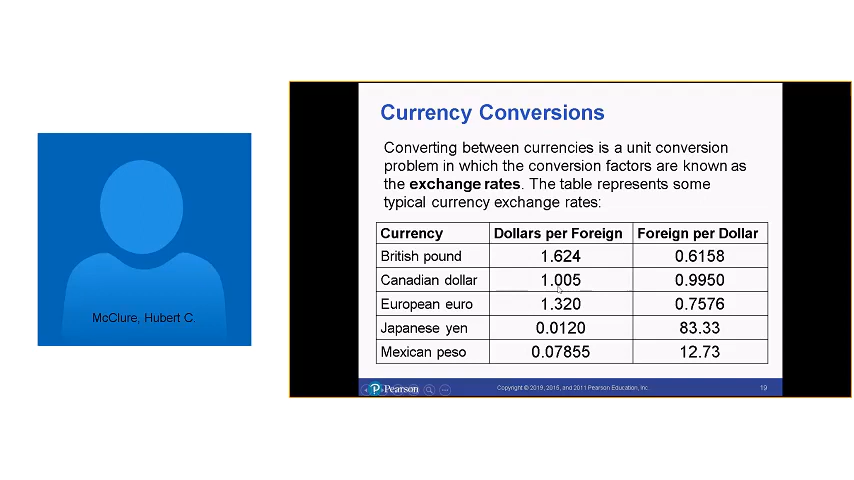 McClure, Hubert C.
Currency Conversions
Converting between currencies is a unit conversion
problem in which the conversion factors are known as
the exchange rates. The table represents some
typical currency exchange rates:
Currency Dollars per Foreign Foreign per Dollar
British pound 1.624 0.6158
Canadian dollar 1.005 0.9950
European euro 1.320 0.7576
Japanese yen 0.0120 83.33
Mexican peso 0.07855 12.73
Pearson Copyright © 2019, 2015, and 2011 Pearson Education, Inc. 19